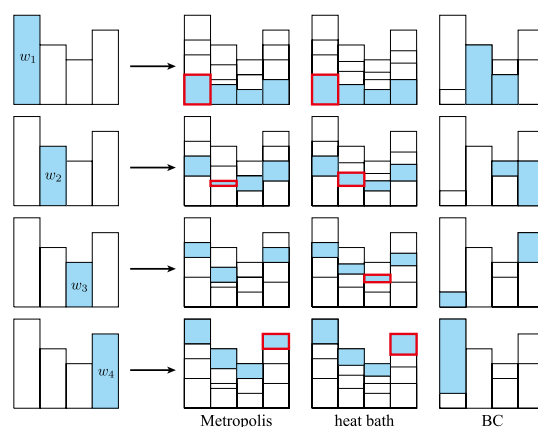 w₁
w₂
w₃
w₄
Metropolis heat bath BC